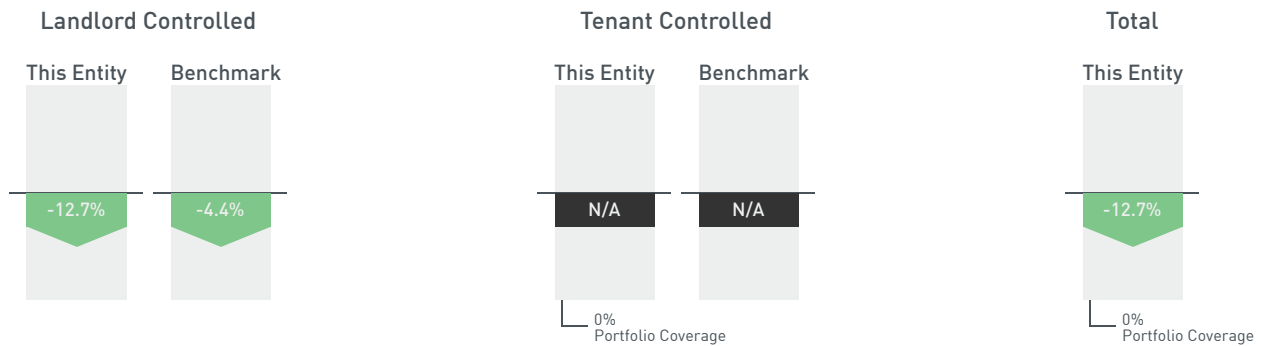 Landlord Controlled
Tenant Controlled
Total
This Entity
Benchmark
This Entity
Benchmark
This Entity
-12.7%
-4.4%
N/A
N/A
-12.7%
0%
Portfolio Coverage
0%
Portfolio Coverage